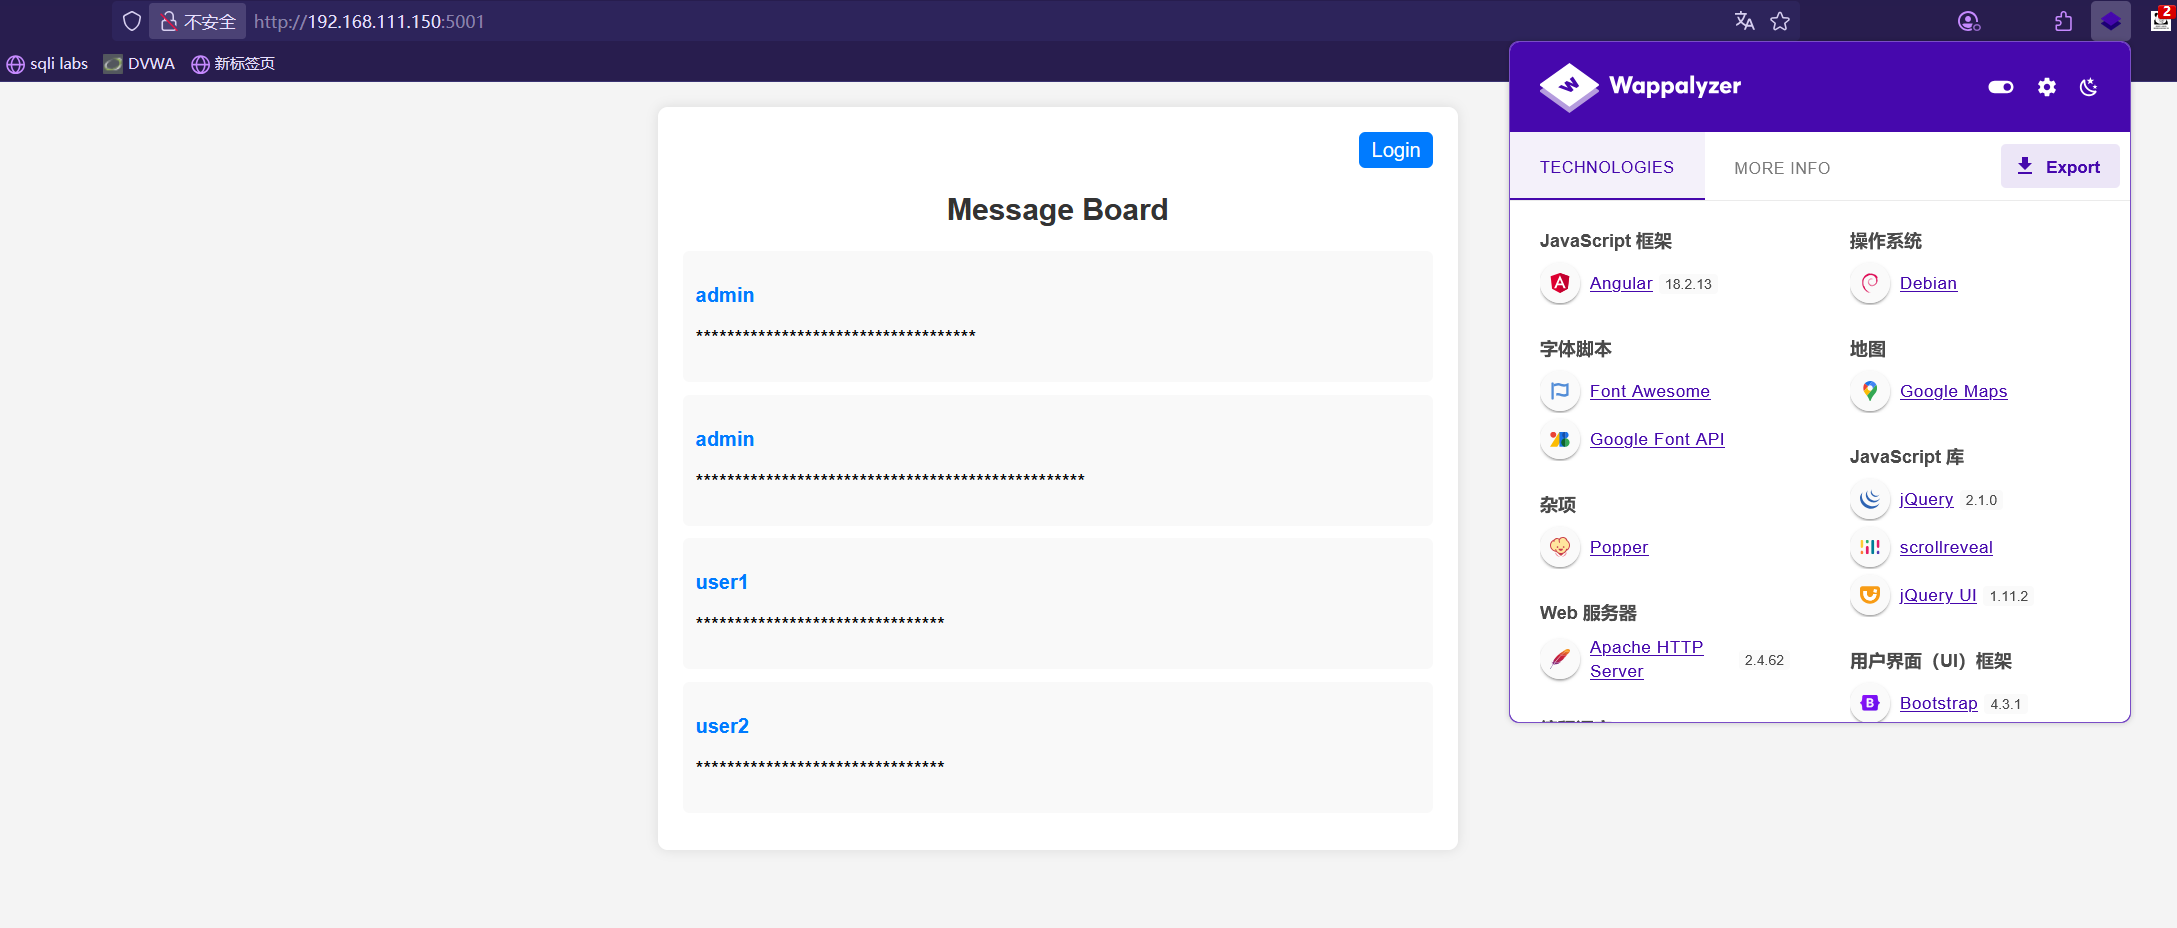 不安全
http://192.168.111.150:5001
2
sqli labs
DVWA
新标签页
Login
Message Board
admin
************************************
admin
**************************************************
user1
********************************
user2
********************************
Wappalyzer
TECHNOLOGIES
MORE INFO
Export
JavaScript 框架
Angular 18.2.13
字体脚本
Font Awesome
Google Font API
杂项
Popper
Web 服务器
Apache HTTP
Server
2.4.62
操作系统
Debian
地图
Google Maps
JavaScript 库
jQuery 2.1.0
scrollreveal
jQuery UI 1.11.2
用户界面（UI）框架
Bootstrap 4.3.1